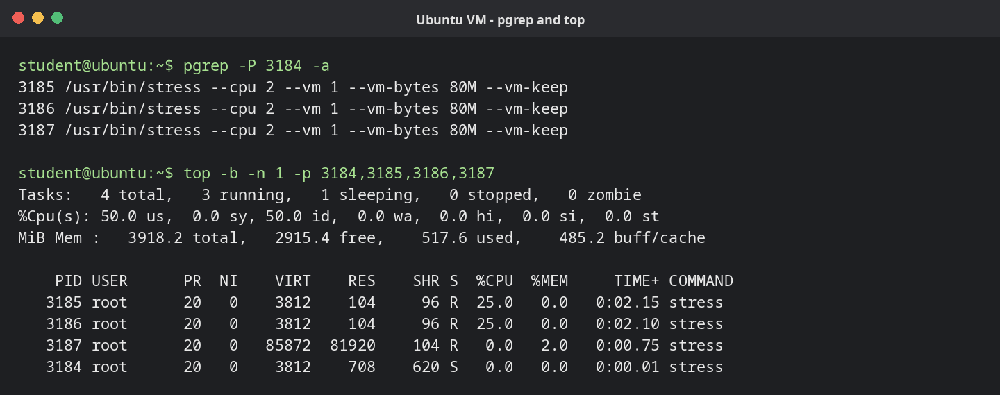 Ubuntu VM - pgrep and top
student@ubuntu:~$ pgrep -P 3184 -a
3185 /usr/bin/stress --cpu 2 --vm 1 --vm-bytes 80M --vm-keep
3186 /usr/bin/stress --cpu 2 --vm 1 --vm-bytes 80M --vm-keep
3187 /usr/bin/stress --cpu 2 --vm 1 --vm-bytes 80M --vm-keep
student@ubuntu:~$ top -b -n 1 -p 3184,3185,3186,3187
Tasks:   4 total,   3 running,   1 sleeping,   0 stopped,   0 zombie
%Cpu(s): 50.0 us,  0.0 sy, 50.0 id,  0.0 wa,  0.0 hi,  0.0 si,  0.0 st
MiB Mem :   3918.2 total,   2915.4 free,    517.6 used,    485.2 buff/cache
    PID USER      PR  NI    VIRT    RES    SHR S  %CPU  %MEM     TIME+ COMMAND
   3185 root      20   0    3812    104     96 R  25.0   0.0   0:02.15 stress
   3186 root      20   0    3812    104     96 R  25.0   0.0   0:02.10 stress
   3187 root      20   0   85872  81920    104 R   0.0   2.0   0:00.75 stress
   3184 root      20   0    3812    708    620 S   0.0   0.0   0:00.01 stress